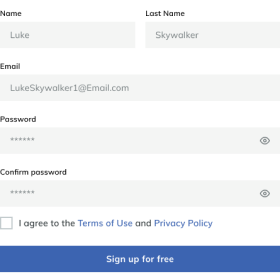 Name Last Name
Luke Skywalker
Email
LukeSkywalker1@Email.com
Password
******
Confirm password
******
I agree to the Terms of Use and Privacy Policy
Sign up for free